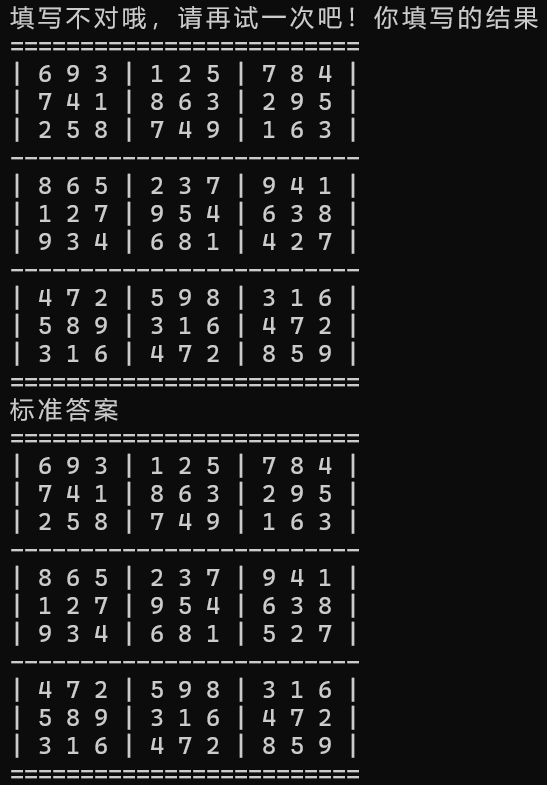 填写不对哦，请再试一次吧！你填写的结果
=========================
| 6 9 3 | 1 2 5 | 7 8 4 |
| 7 4 1 | 8 6 3 | 2 9 5 |
| 2 5 8 | 7 4 9 | 1 6 3 |
-------------------------
| 8 6 5 | 2 3 7 | 9 4 1 |
| 1 2 7 | 9 5 4 | 6 3 8 |
| 9 3 4 | 6 8 1 | 4 2 7 |
-------------------------
| 4 7 2 | 5 9 8 | 3 1 6 |
| 5 8 9 | 3 1 6 | 4 7 2 |
| 3 1 6 | 4 7 2 | 8 5 9 |
=========================
标准答案
=========================
| 6 9 3 | 1 2 5 | 7 8 4 |
| 7 4 1 | 8 6 3 | 2 9 5 |
| 2 5 8 | 7 4 9 | 1 6 3 |
-------------------------
| 8 6 5 | 2 3 7 | 9 4 1 |
| 1 2 7 | 9 5 4 | 6 3 8 |
| 9 3 4 | 6 8 1 | 5 2 7 |
-------------------------
| 4 7 2 | 5 9 8 | 3 1 6 |
| 5 8 9 | 3 1 6 | 4 7 2 |
| 3 1 6 | 4 7 2 | 8 5 9 |
=========================